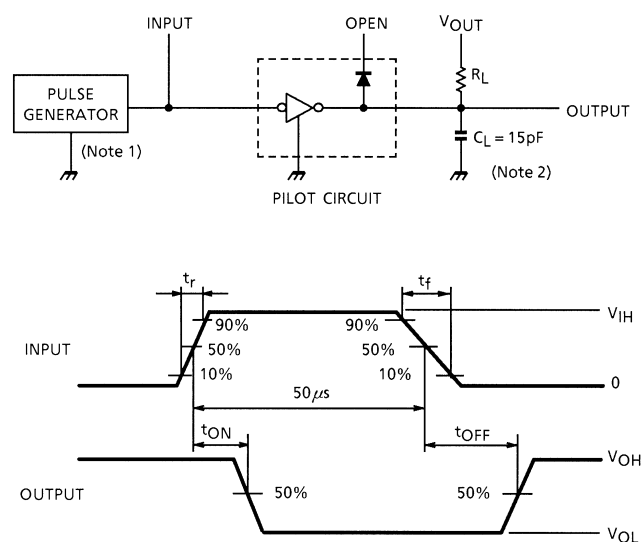 INPUT
OPEN
VOUT
PULSE
GENERATOR
RL
OUTPUT
(Note 1)
CL = 15pF
(Note 2)
PILOT CIRCUIT
tr
tf
VIH
90%
90%
INPUT
50%
50%
10%
10%
0
50μs
tON
tOFF
VOH
OUTPUT
50%
50%
VOL